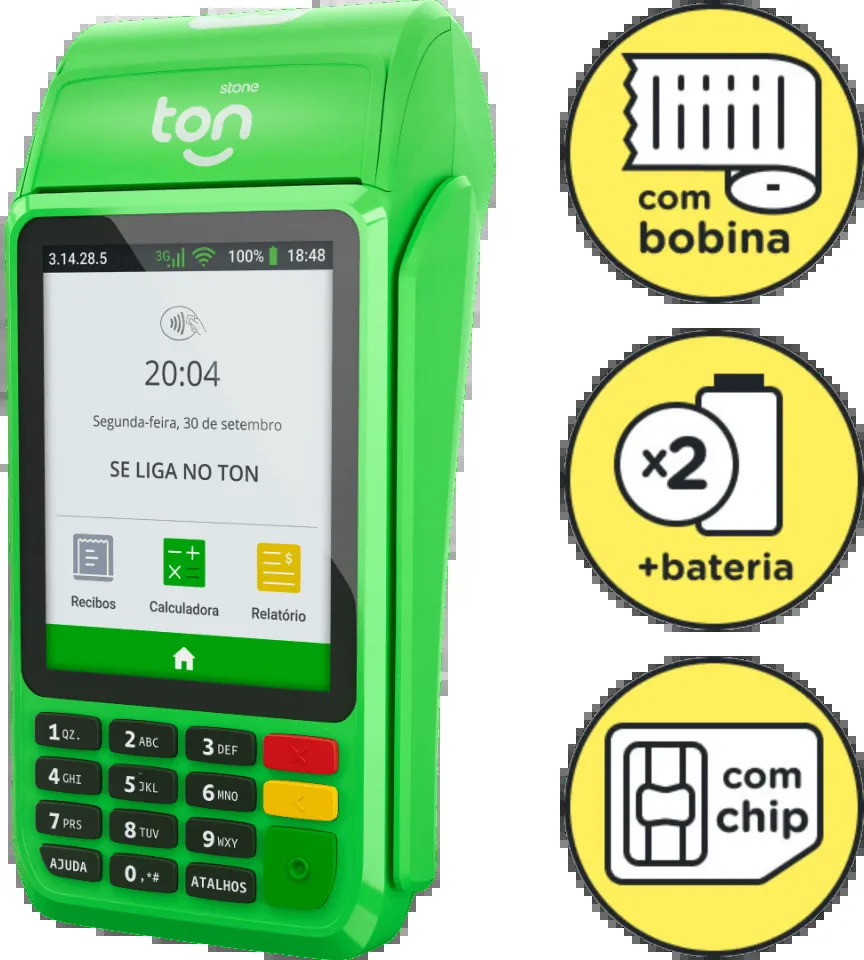 stone
ton
3.14.28.5 3G 100% 18:48
20:04
Segunda-feira, 30 de setembro
SE LIGA NO TON
Recibos Calculadora Relatório
1 QZ. 2 ABC 3 DEF
4 GHI 5 JKL 6 MNO
7 PRS 8 TUV 9 WXY
AJUDA 0 ,*# ATALHOS
com
bobina
x2
+bateria
com
chip